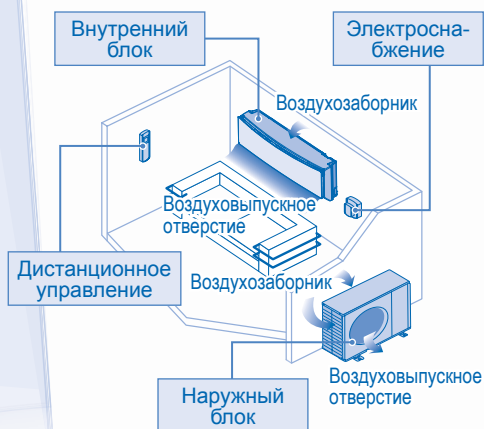 Внутренний
блок
Электросна-
бжение
Воздухозаборник
Воздуховыпускное
отверстие
Дистанционное
управление
Воздухозаборник
Воздуховыпускное
отверстие
Наружный
блок